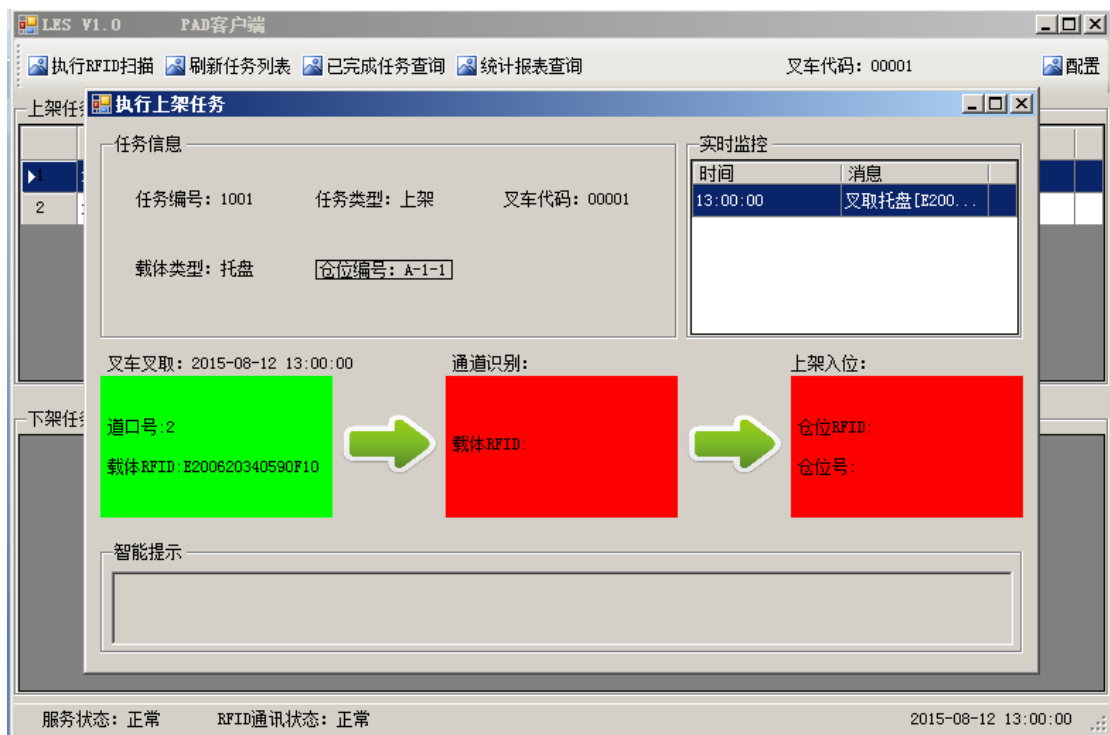 LES V1.0 PAD客户端
执行RFID扫描 刷新任务列表 已完成任务查询 统计报表查询 叉车代码: 00001 配置
上架任
执行上架任务
任务信息
任务编号: 1001 任务类型: 上架 叉车代码: 00001
载体类型: 托盘 仓位编号: A-1-1
实时监控
时间 消息
13:00:00 叉取托盘[E200...
1
2
叉车叉取: 2015-08-12 13:00:00 通道识别: 上架入位:
道口号:2
载体RFID:E200620340590F10
载体RFID:
仓位RFID:
仓位号:
下架任
智能提示
服务状态: 正常 RFID通讯状态: 正常 2015-08-12 13:00:00